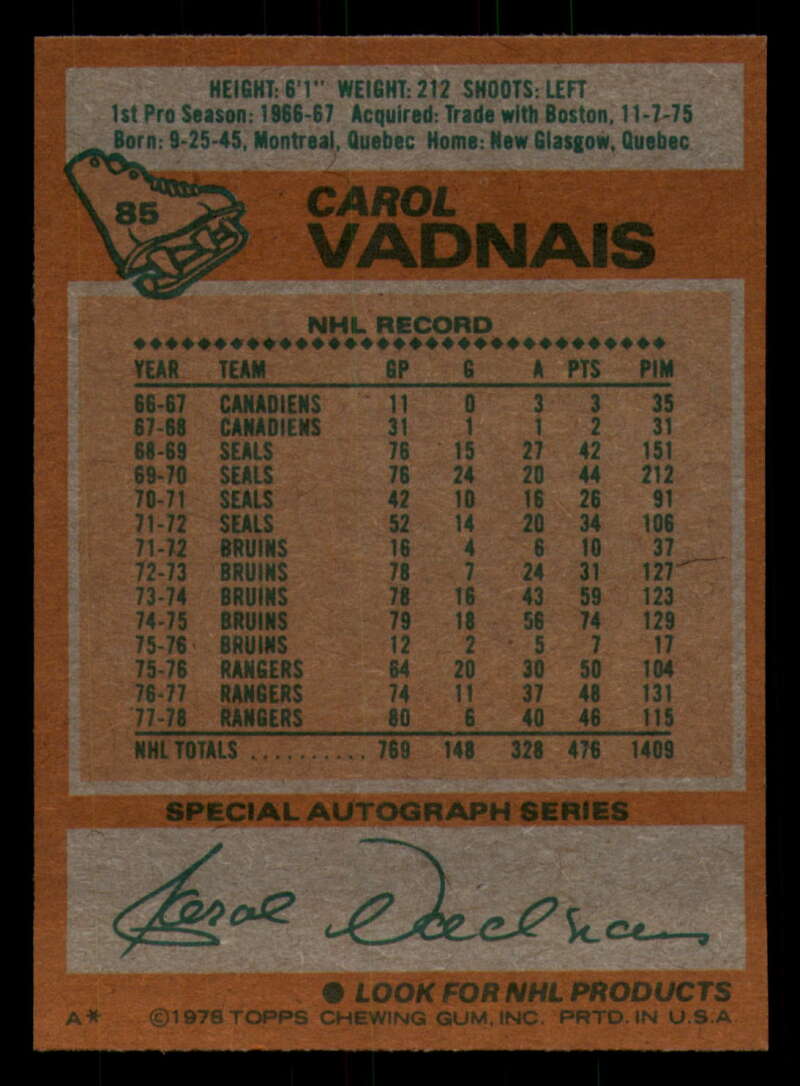 HEIGHT: 6'1" WEIGHT: 212 SHOOTS: LEFT
1st Pro Season: 1966-67 Acquired: Trade with Boston, 11-7-75
Born: 9-25-45, Montreal, Quebec Home: New Glasgow, Quebec
85
CAROL
VADNAIS
NHL RECORD
YEAR TEAM GP G A PTS PIM
66-67 CANADIENS 11 0 3 3 35
67-68 CANADIENS 31 1 1 2 31
68-69 SEALS 76 15 27 42 151
69-70 SEALS 76 24 20 44 212
70-71 SEALS 42 10 16 26 91
71-72 SEALS 52 14 20 34 106
71-72 BRUINS 16 4 6 10 37
72-73 BRUINS 78 7 24 31 127
73-74 BRUINS 78 16 43 59 123
74-75 BRUINS 79 18 56 74 129
75-76 BRUINS 12 2 5 7 17
75-76 RANGERS 64 20 30 50 104
76-77 RANGERS 74 11 37 48 131
77-78 RANGERS 80 6 40 46 115
NHL TOTALS .......... 769 148 328 476 1409
SPECIAL AUTOGRAPH SERIES
Carol Vadnais
● LOOK FOR NHL PRODUCTS
A* ©1978 TOPPS CHEWING GUM, INC. PRTD. IN U.S.A.